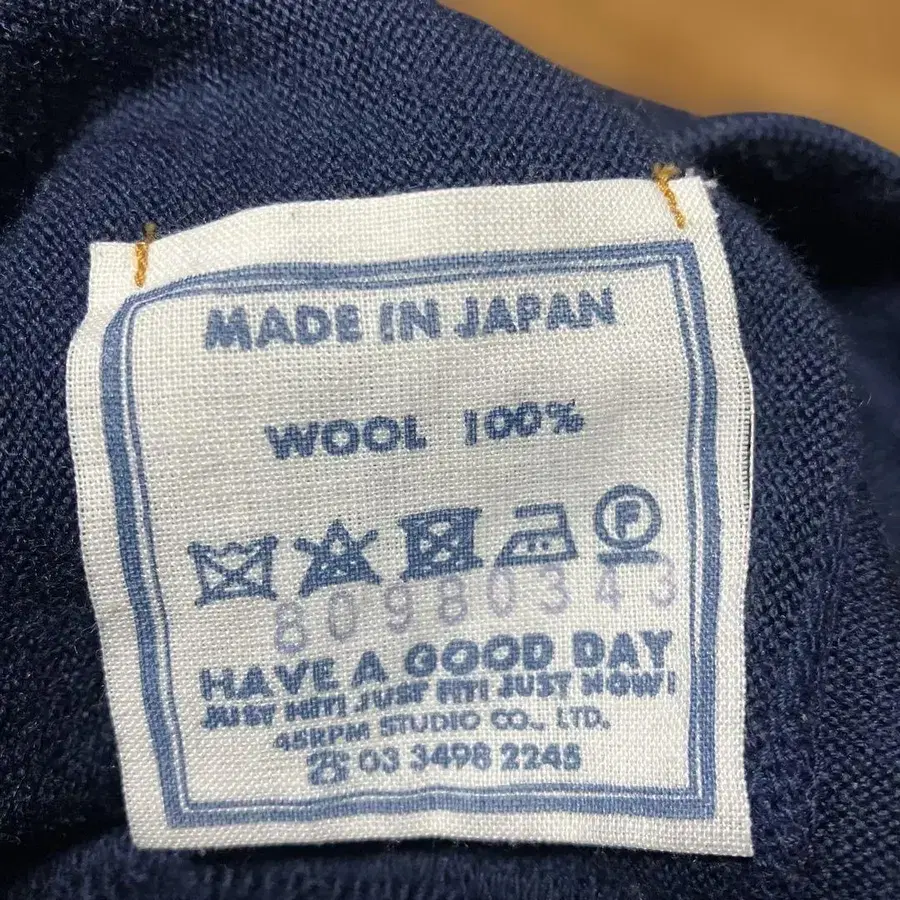 MADE IN JAPAN
WOOL 100%
P
80980343
HAVE A GOOD DAY
JUST HIT! JUST FIT! JUST NOW!
45RPM STUDIO CO., LTD.
☎ 03 3498 2245